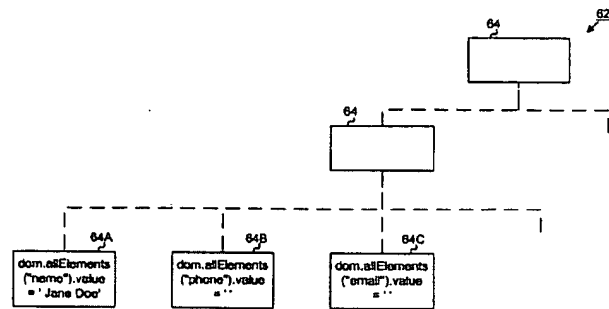 62
64
64
64A
64B
64C
dom.allElements
("name").value
= ' Jane Doe'
dom.allElements
("phone").value
= ' '
dom.allElements
("email").value
= ' '